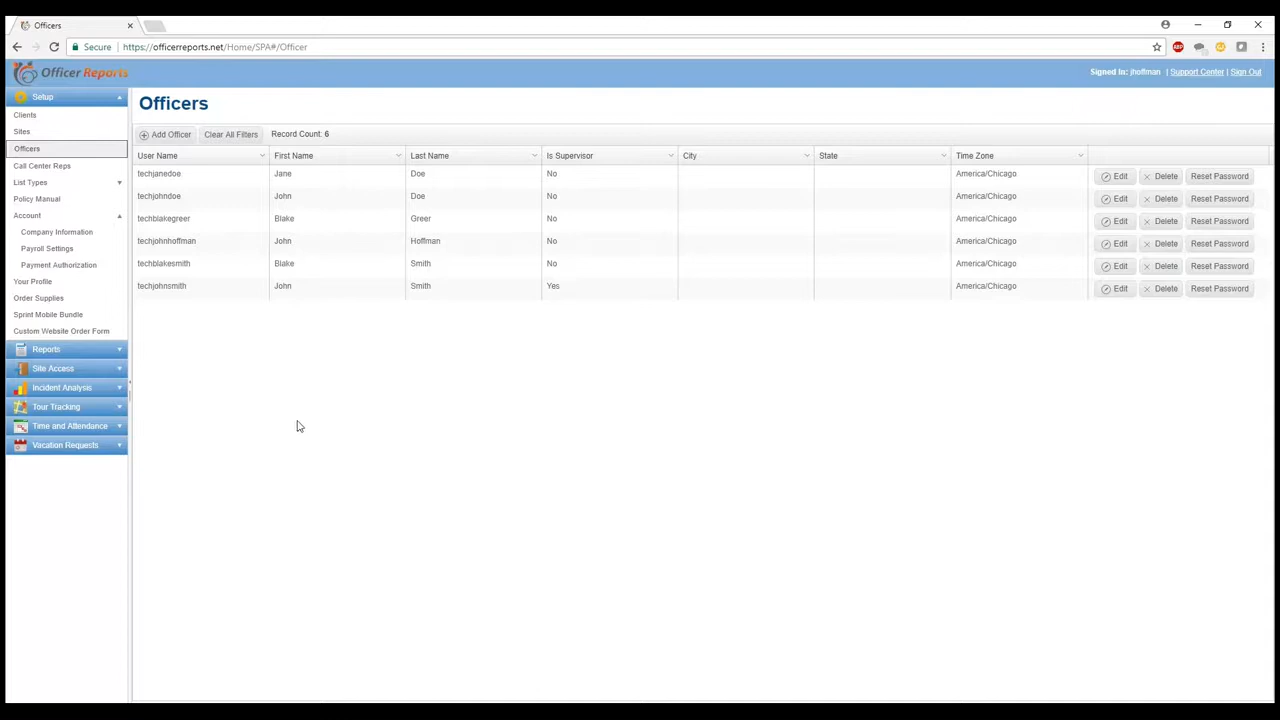 Officers
Secure https://officerreports.net/Home/SPA#/Officer
ABP
Officer Reports
Signed In: jhoffman | Support Center | Sign Out
Setup
Clients
Sites
Officers
Call Center Reps
List Types
Policy Manual
Account
Company Information
Payroll Settings
Payment Authorization
Your Profile
Order Supplies
Sprint Mobile Bundle
Custom Website Order Form
Reports
Site Access
Incident Analysis
Tour Tracking
Time and Attendance
Vacation Requests
Officers
Add Officer Clear All Filters Record Count: 6
User Name First Name Last Name Is Supervisor City State Time Zone
techjanedoe Jane Doe No America/Chicago Edit Delete Reset Password
techjohndoe John Doe No America/Chicago Edit Delete Reset Password
techblakegreer Blake Greer No America/Chicago Edit Delete Reset Password
techjohnhoffman John Hoffman No America/Chicago Edit Delete Reset Password
techblakesmith Blake Smith No America/Chicago Edit Delete Reset Password
techjohnsmith John Smith Yes America/Chicago Edit Delete Reset Password